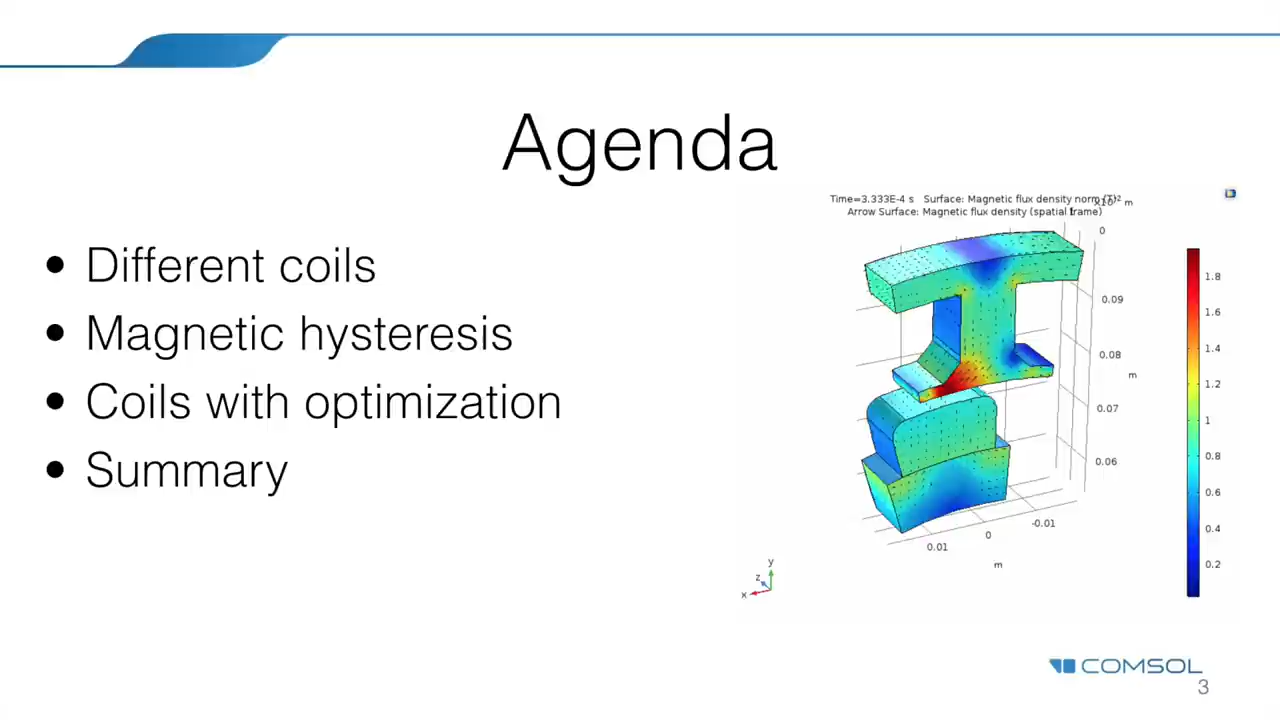 Agenda
• Different coils
• Magnetic hysteresis
• Coils with optimization
• Summary
Time=3.333E-4 s Surface: Magnetic flux density norm (T)
Arrow Surface: Magnetic flux density (spatial frame)
m
0
0.09
0.08
m
0.07
0.06
-0.01
0
0.01
m
1.8
1.6
1.4
1.2
1
0.8
0.6
0.4
0.2
y
z
x
COMSOL
3